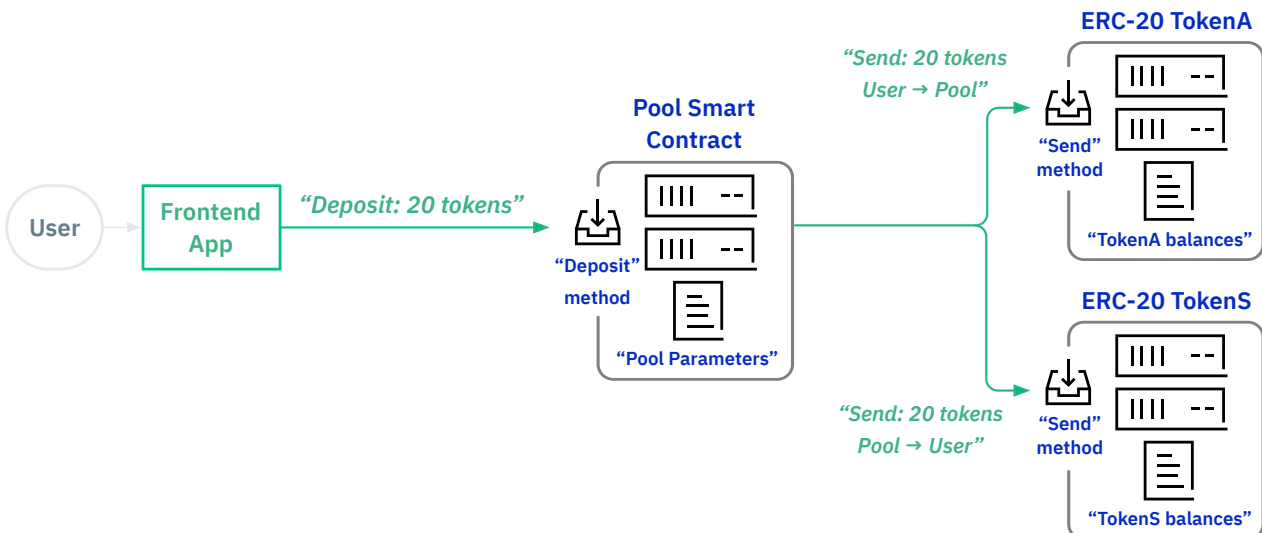 User
Frontend
App
“Deposit: 20 tokens”
Pool Smart
Contract
“Deposit”
method
“Pool Parameters”
“Send: 20 tokens
User → Pool”
ERC-20 TokenA
“Send”
method
“TokenA balances”
“Send: 20 tokens
Pool → User”
ERC-20 TokenS
“Send”
method
“TokenS balances”